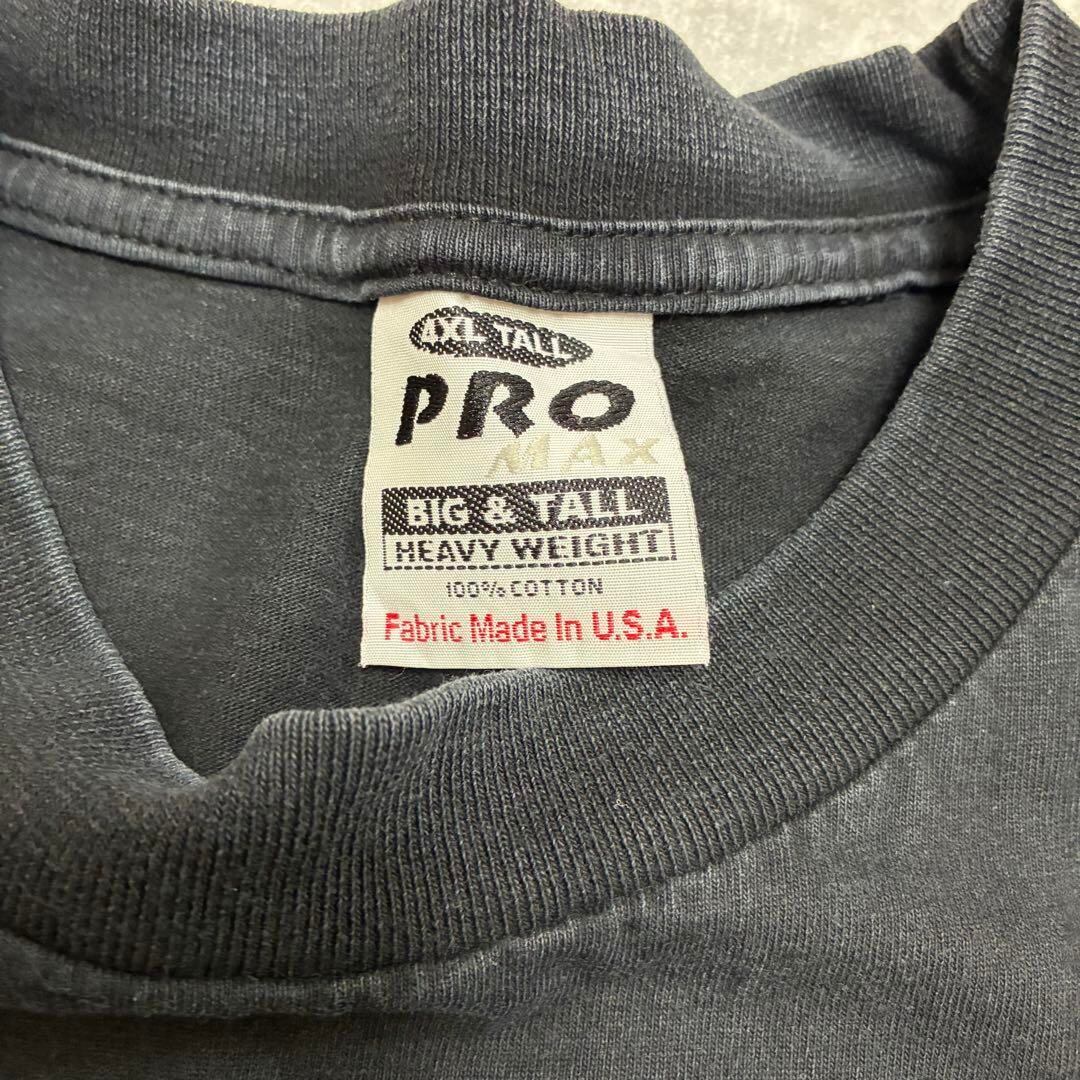 4XL TALL
PRO
MAX
BIG & TALL
HEAVY WEIGHT
100% COTTON
Fabric Made In U.S.A.